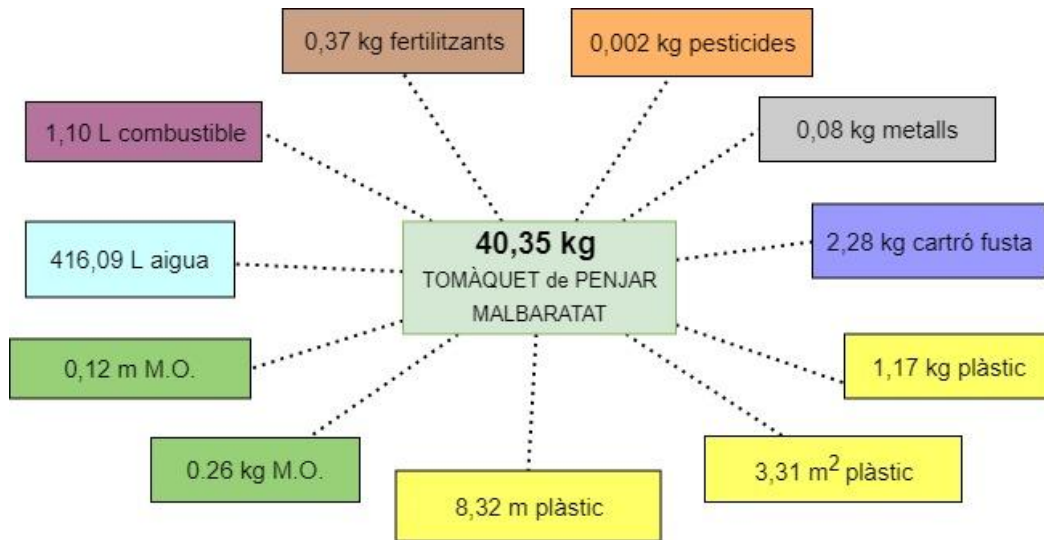 0,37 kg fertilitzants
0,002 kg pesticides
1,10 L combustible
0,08 kg metalls
416,09 L aigua
40,35 kg
TOMÀQUET de PENJAR
MALBARATAT
2,28 kg cartró fusta
0,12 m M.O.
1,17 kg plàstic
0.26 kg M.O.
8,32 m plàstic
3,31 m² plàstic